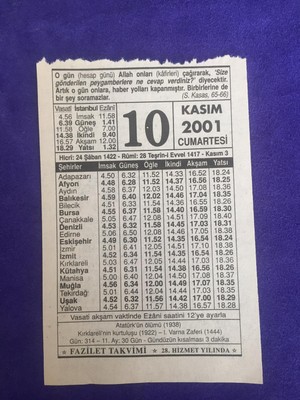 O gün (hesap günü) Allah onları (kâfirleri) çağırarak, 'Size
gönderilen peygamberlere ne cevap verdiniz?' diyecektir.
Artık o gün onlara, haber yolları kapanmıştır. Birbirlerine de
bir şey soramazlar. (S. Kasas, 65-66)
Vasatî İstanbul Ezânî
4.56 İmsak 11.58
6.39 Güneş 1.41
11.58 Öğle 7.00
14.38 İkindi 9.40
16.57 Akşam 12.00
18.29 Yatsı 1.32
10
KASIM
2001
CUMARTESİ
Hicrî: 24 Şâban 1422 - Rûmî: 28 Teşrîn-i Evvel 1417 - Kasım 3
Şehirler İmsak Güneş Öğle İkindi Akşam Yatsı
Adapazarı 4.50 6.32 11.52 14.33 16.52 18.24
Afyon 4.48 6.28 11.52 14.37 16.56 18.25
Aydın 4.58 6.37 12.03 14.50 17.08 18.36
Balıkesir 4.59 6.40 12.02 14.46 17.04 18.35
Bilecik 4.51 6.32 11.53 14.36 16.54 18.26
Bursa 4.55 6.37 11.58 14.40 16.59 18.30
Çanakkale 5.05 6.47 12.08 14.51 17.09 18.40
Denizli 4.53 6.32 11.58 14.45 17.03 18.31
Edirne 5.06 6.50 12.08 14.46 17.05 18.38
Eskişehir 4.49 6.30 11.52 14.35 16.54 18.24
İzmir 5.01 6.41 12.05 14.51 17.10 18.38
İzmit 4.52 6.34 11.54 14.35 16.54 18.26
Kırklareli 5.03 6.47 12.05 14.43 17.02 18.35
Kütahya 4.51 6.31 11.54 14.38 16.56 18.26
Manisa 5.00 6.40 12.04 14.50 17.08 18.37
Muğla 4.56 6.34 12.00 14.49 17.07 18.35
Tekirdağ 5.01 6.44 12.04 14.44 17.03 18.35
Uşak 4.52 6.32 11.56 14.42 17.00 18.29
Yalova 4.54 6.37 11.57 14.38 16.57 18.28
Vasatî akşam vaktinde Ezânî saatini 12'ye ayarla
Atatürk'ün ölümü (1938)
Kırklareli'nin kurtuluşu (1922) – I. Varna Zaferi (1444)
Gün: 314 – 11. Ay; 30 Gün - Gündüzün kısalması 3 dakika
★ FAZİLET TAKVİMİ ★ 28. HİZMET YILINDA ★